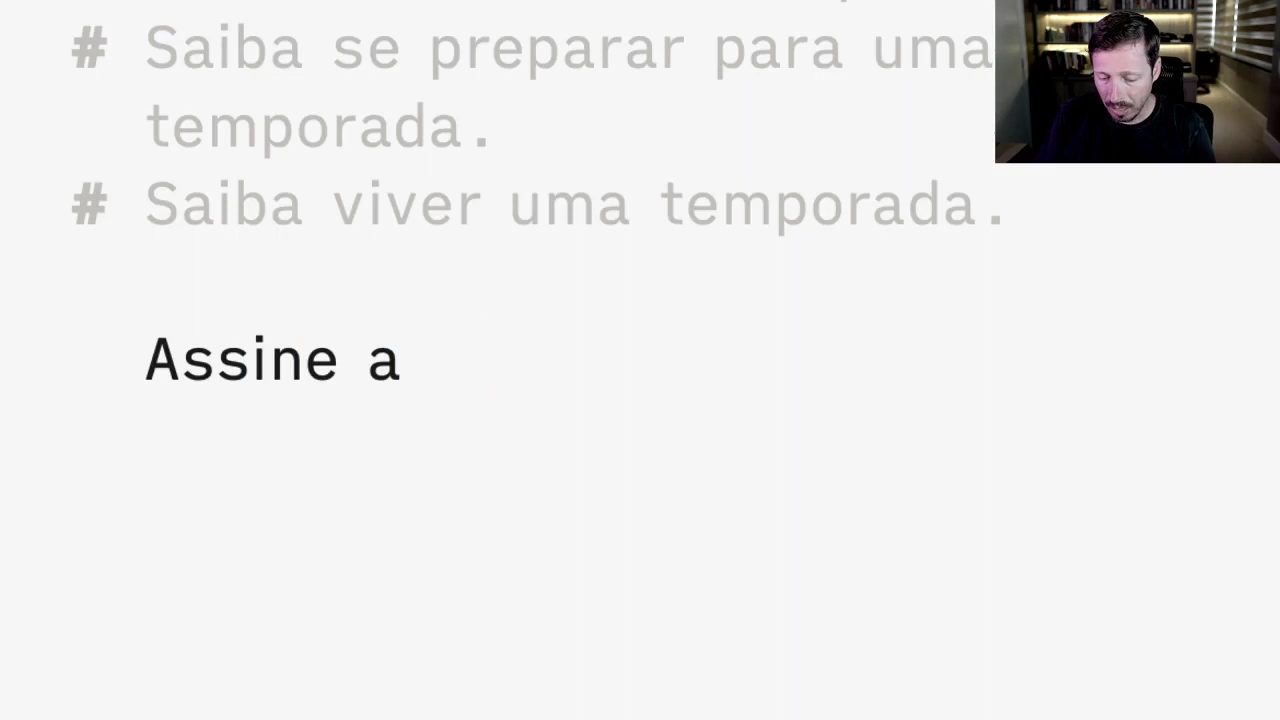 # Saiba se preparar para uma
temporada.
# Saiba viver uma temporada.
Assine a